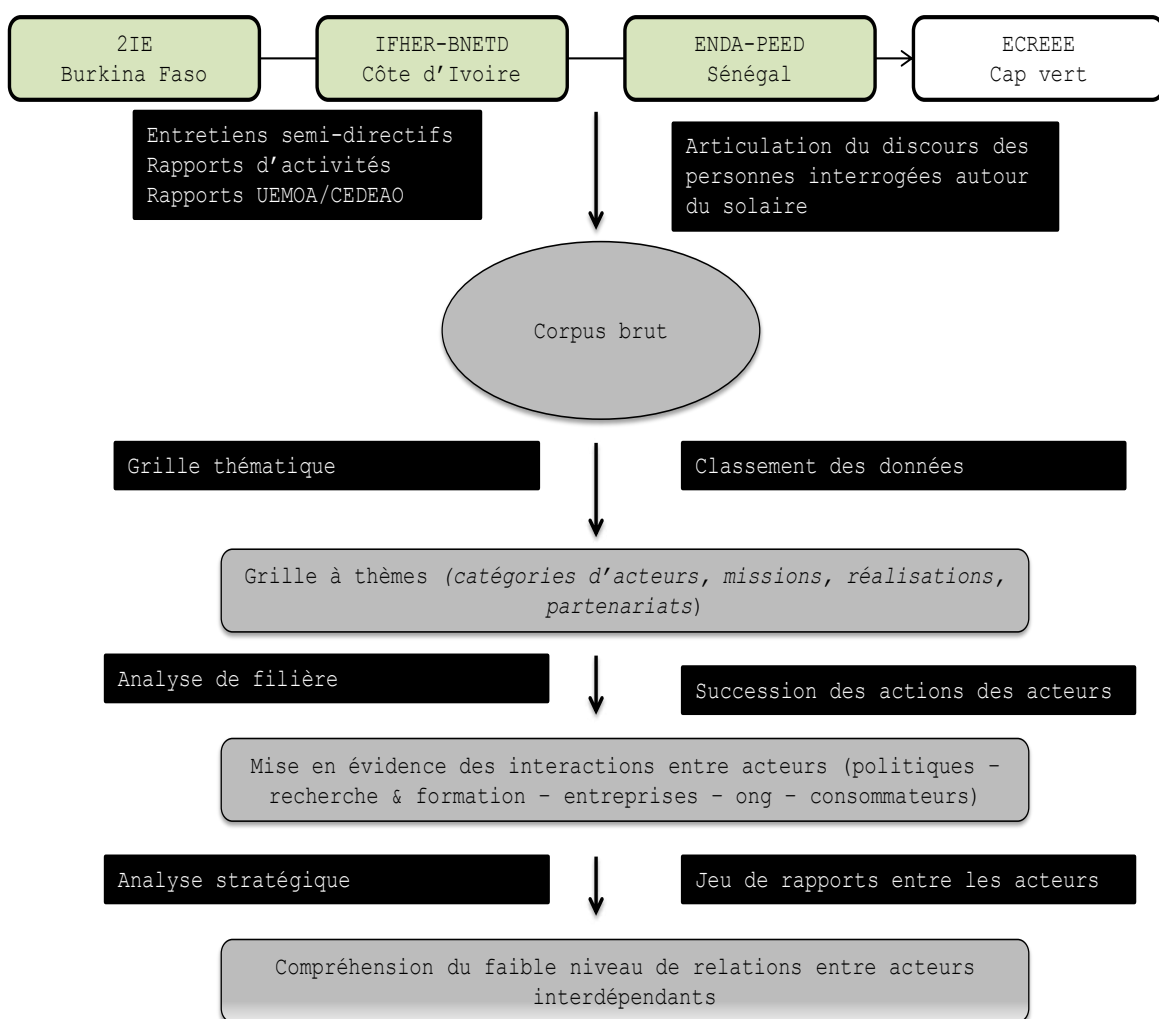 2IE
Burkina Faso
IFHER-BNETD
Côte d’Ivoire
ENDA-PEED
Sénégal
ECREEE
Cap vert
Entretiens semi-directifs
Rapports d’activités
Rapports UEMOA/CEDEAO
Articulation du discours des
personnes interrogées autour
du solaire
Corpus brut
Grille thématique
Classement des données
Grille à thèmes (catégories d’acteurs, missions, réalisations,
partenariats)
Analyse de filière
Succession des actions des acteurs
Mise en évidence des interactions entre acteurs (politiques –
recherche & formation – entreprises – ong – consommateurs)
Analyse stratégique
Jeu de rapports entre les acteurs
Compréhension du faible niveau de relations entre acteurs
interdépendants